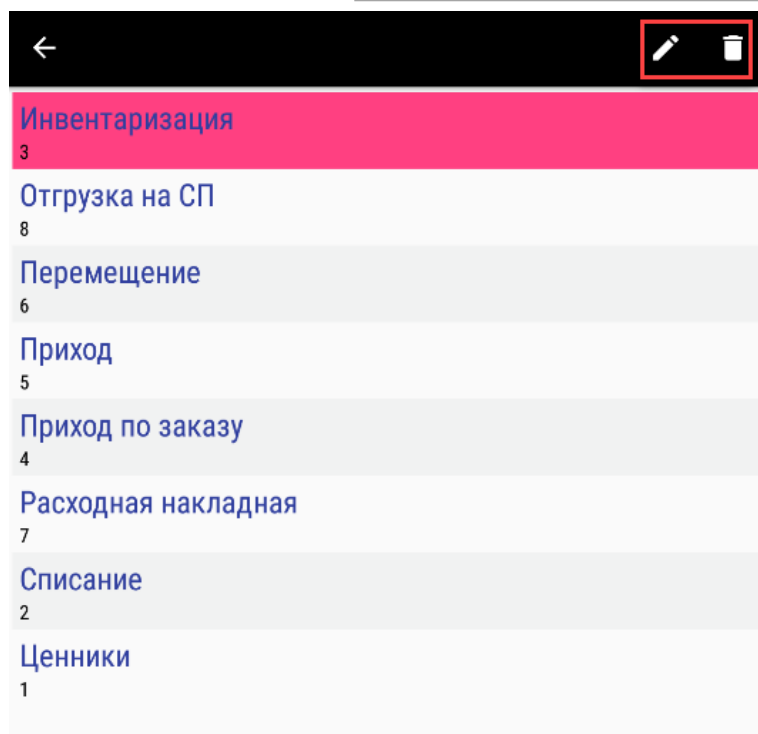 Инвентаризация
3
Отгрузка на СП
8
Перемещение
6
Приход
5
Приход по заказу
4
Расходная накладная
7
Списание
2
Ценники
1